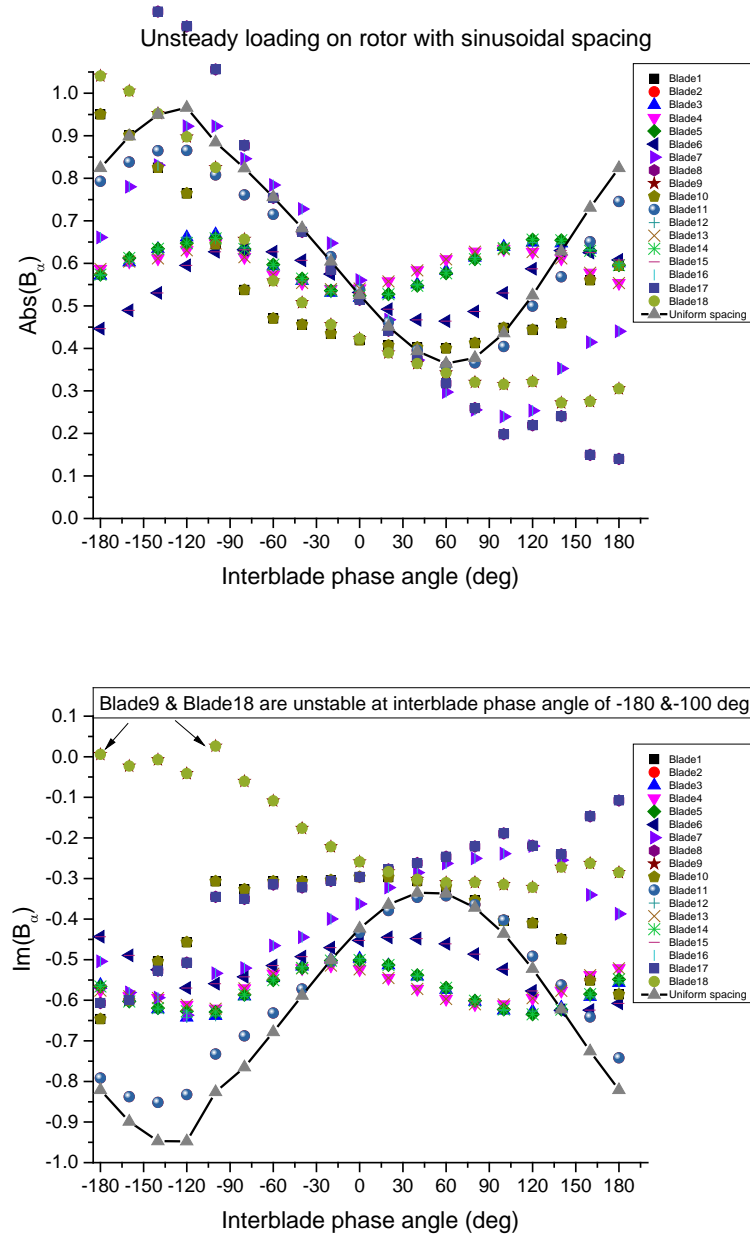 Unsteady loading on rotor with sinusoidal spacing
Abs(Bα)
1.0
0.9
0.8
0.7
0.6
0.5
0.4
0.3
0.2
0.1
0.0
-180 -150 -120 -90 -60 -30 0 30 60 90 120 150 180
Interblade phase angle (deg)
Blade1
Blade2
Blade3
Blade4
Blade5
Blade6
Blade7
Blade8
Blade9
Blade10
Blade11
Blade12
Blade13
Blade14
Blade15
Blade16
Blade17
Blade18
Uniform spacing
Blade9 & Blade18 are unstable at interblade phase angle of -180 &-100 deg
Im(Bα)
0.1
0.0
-0.1
-0.2
-0.3
-0.4
-0.5
-0.6
-0.7
-0.8
-0.9
-1.0
-180 -150 -120 -90 -60 -30 0 30 60 90 120 150 180
Interblade phase angle (deg)
Blade1
Blade2
Blade3
Blade4
Blade5
Blade6
Blade7
Blade8
Blade9
Blade10
Blade11
Blade12
Blade13
Blade14
Blade15
Blade16
Blade17
Blade18
Uniform spacing